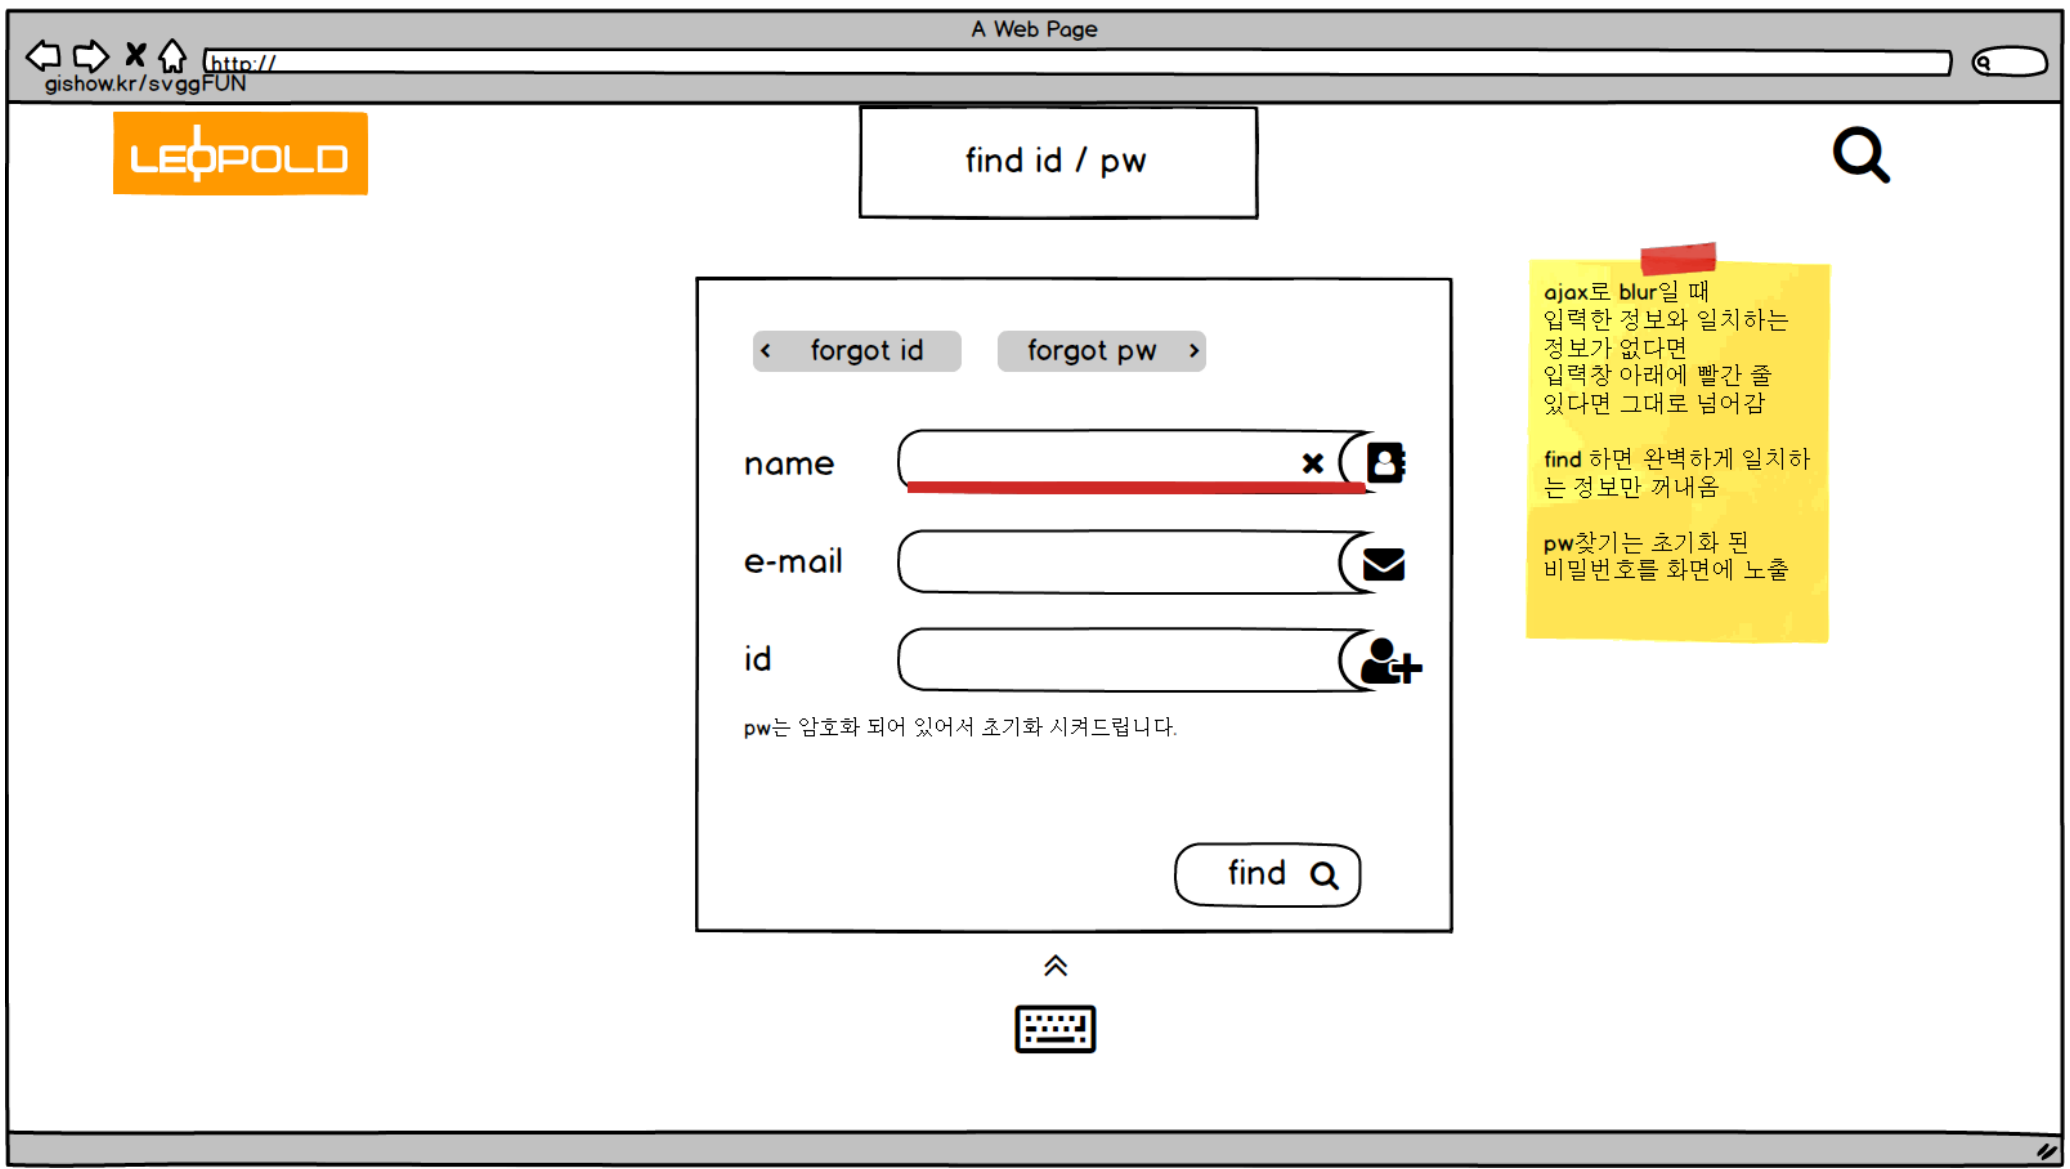 A Web Page
http://
gishow.kr/svggFUN
LEOPOLD
find id / pw
forgot id
forgot pw
name
e-mail
id
pw는 암호화 되어 있어서 초기화 시켜드립니다.
find
ajax로 blur일 때
입력한 정보와 일치하는
정보가 없다면
입력창 아래에 빨간 줄
있다면 그대로 넘어감
find 하면 완벽하게 일치하
는 정보만 꺼내옴
pw찾기는 초기화 된
비밀번호를 화면에 노출